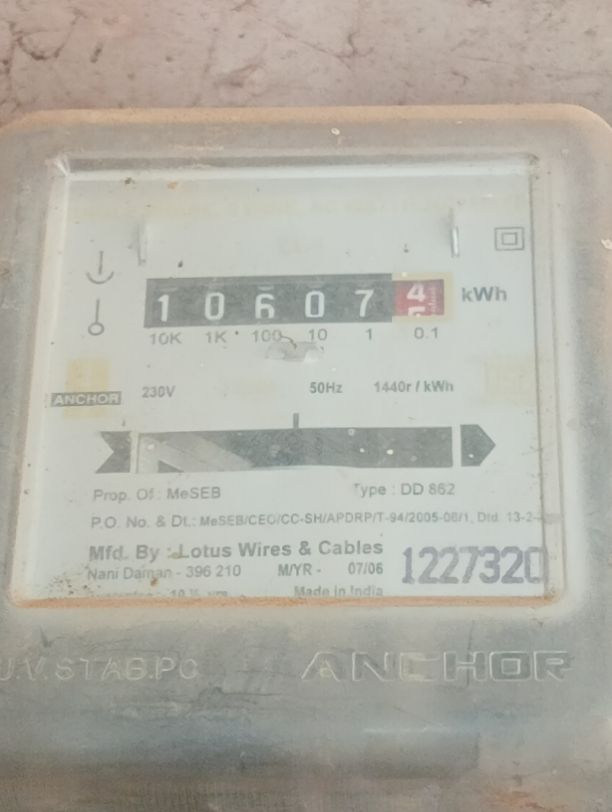 1 0 6 0 7 4 kWh
10K 1K 100 10 1 0.1
ANCHOR 230V 50Hz 1440r / kWh
Prop. Of : MeSEB Type : DD 862
P.O. No. & Dt.: MeSEB/CEO/CC-SH/APDRP/T-94/2005-06/1, Dtd. 13-2-
Mfd. By : Lotus Wires & Cables
Nani Daman - 396 210 M/YR - 07/06 1227320
Made in India
U.V.STAB.PC ANCHOR